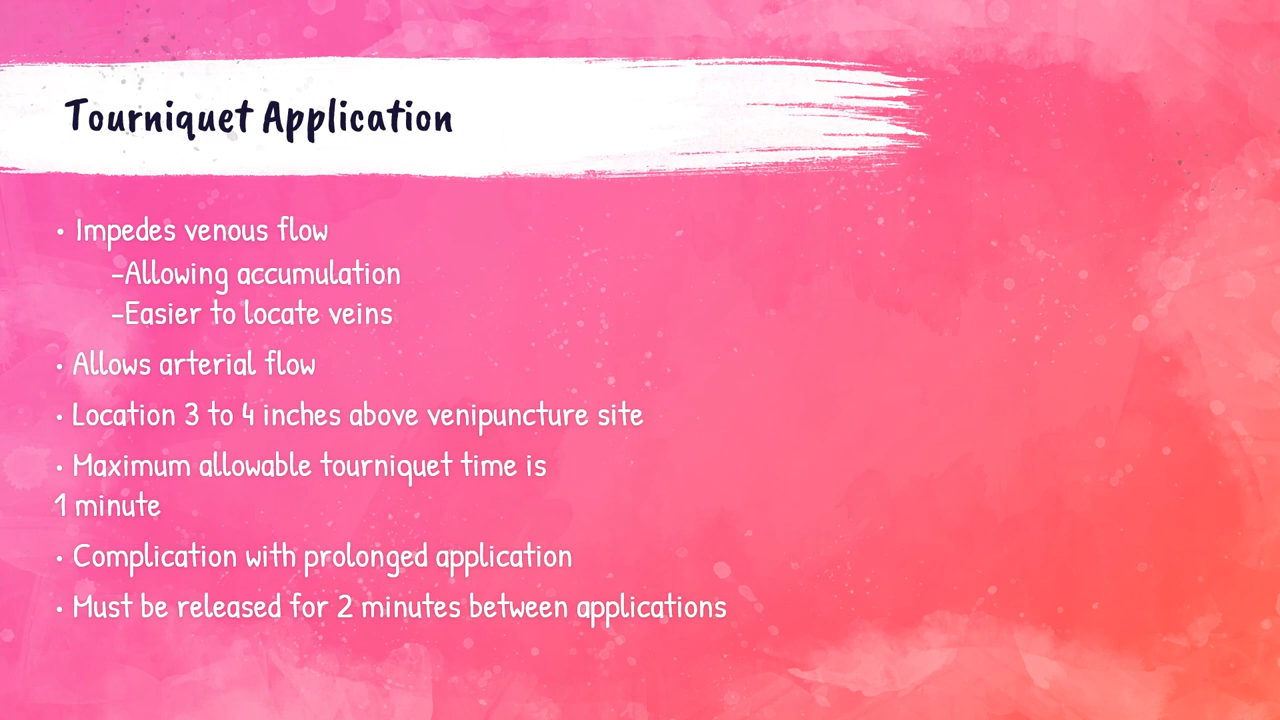 Tourniquet Application
• Impedes venous flow
–Allowing accumulation
–Easier to locate veins
• Allows arterial flow
• Location 3 to 4 inches above venipuncture site
• Maximum allowable tourniquet time is
1 minute
• Complication with prolonged application
• Must be released for 2 minutes between applications